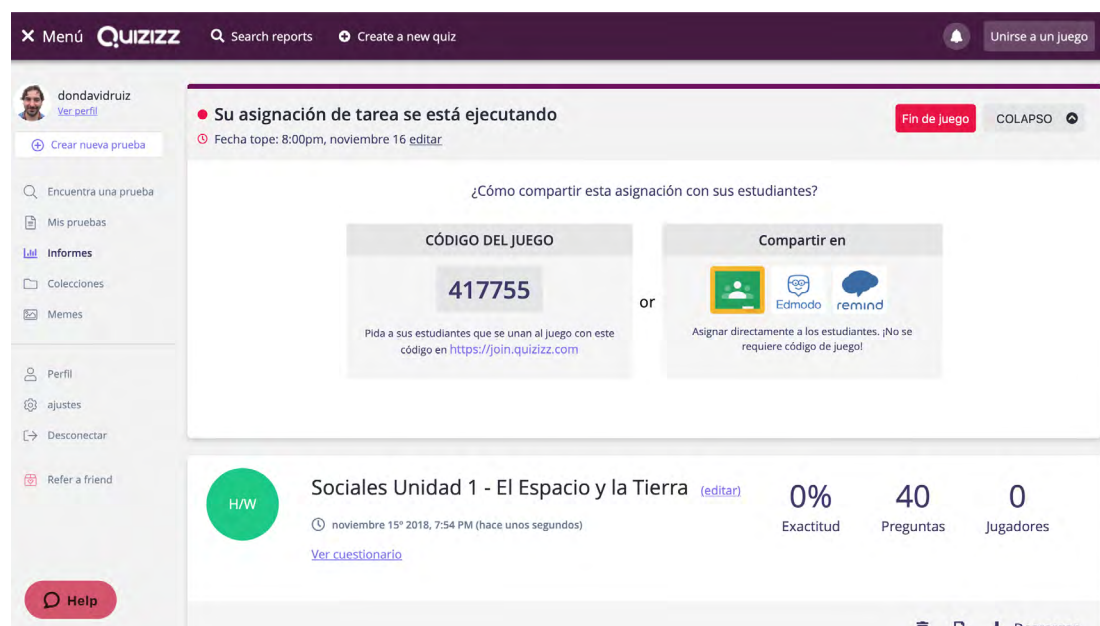 Menú QUIZIZZ Search reports Create a new quiz Unirse a un juego
dondavidruiz
Ver perfil
Crear nueva prueba
Encuentra una prueba
Mis pruebas
Informes
Colecciones
Memes
Perfil
ajustes
Desconectar
Refer a friend
Help
Su asignación de tarea se está ejecutando
Fecha tope: 8:00pm, noviembre 16 editar
Fin de juego COLAPSO
¿Cómo compartir esta asignación con sus estudiantes?
CÓDIGO DEL JUEGO
417755
Pida a sus estudiantes que se unan al juego con este
código en https://join.quizizz.com
or
Compartir en
Edmodo remind
Asignar directamente a los estudiantes. ¡No se
requiere código de juego!
H/W
Sociales Unidad 1 - El Espacio y la Tierra (editar)
noviembre 15º 2018, 7:54 PM (hace unos segundos)
Ver cuestionario
0%
Exactitud
40
Preguntas
0
Jugadores